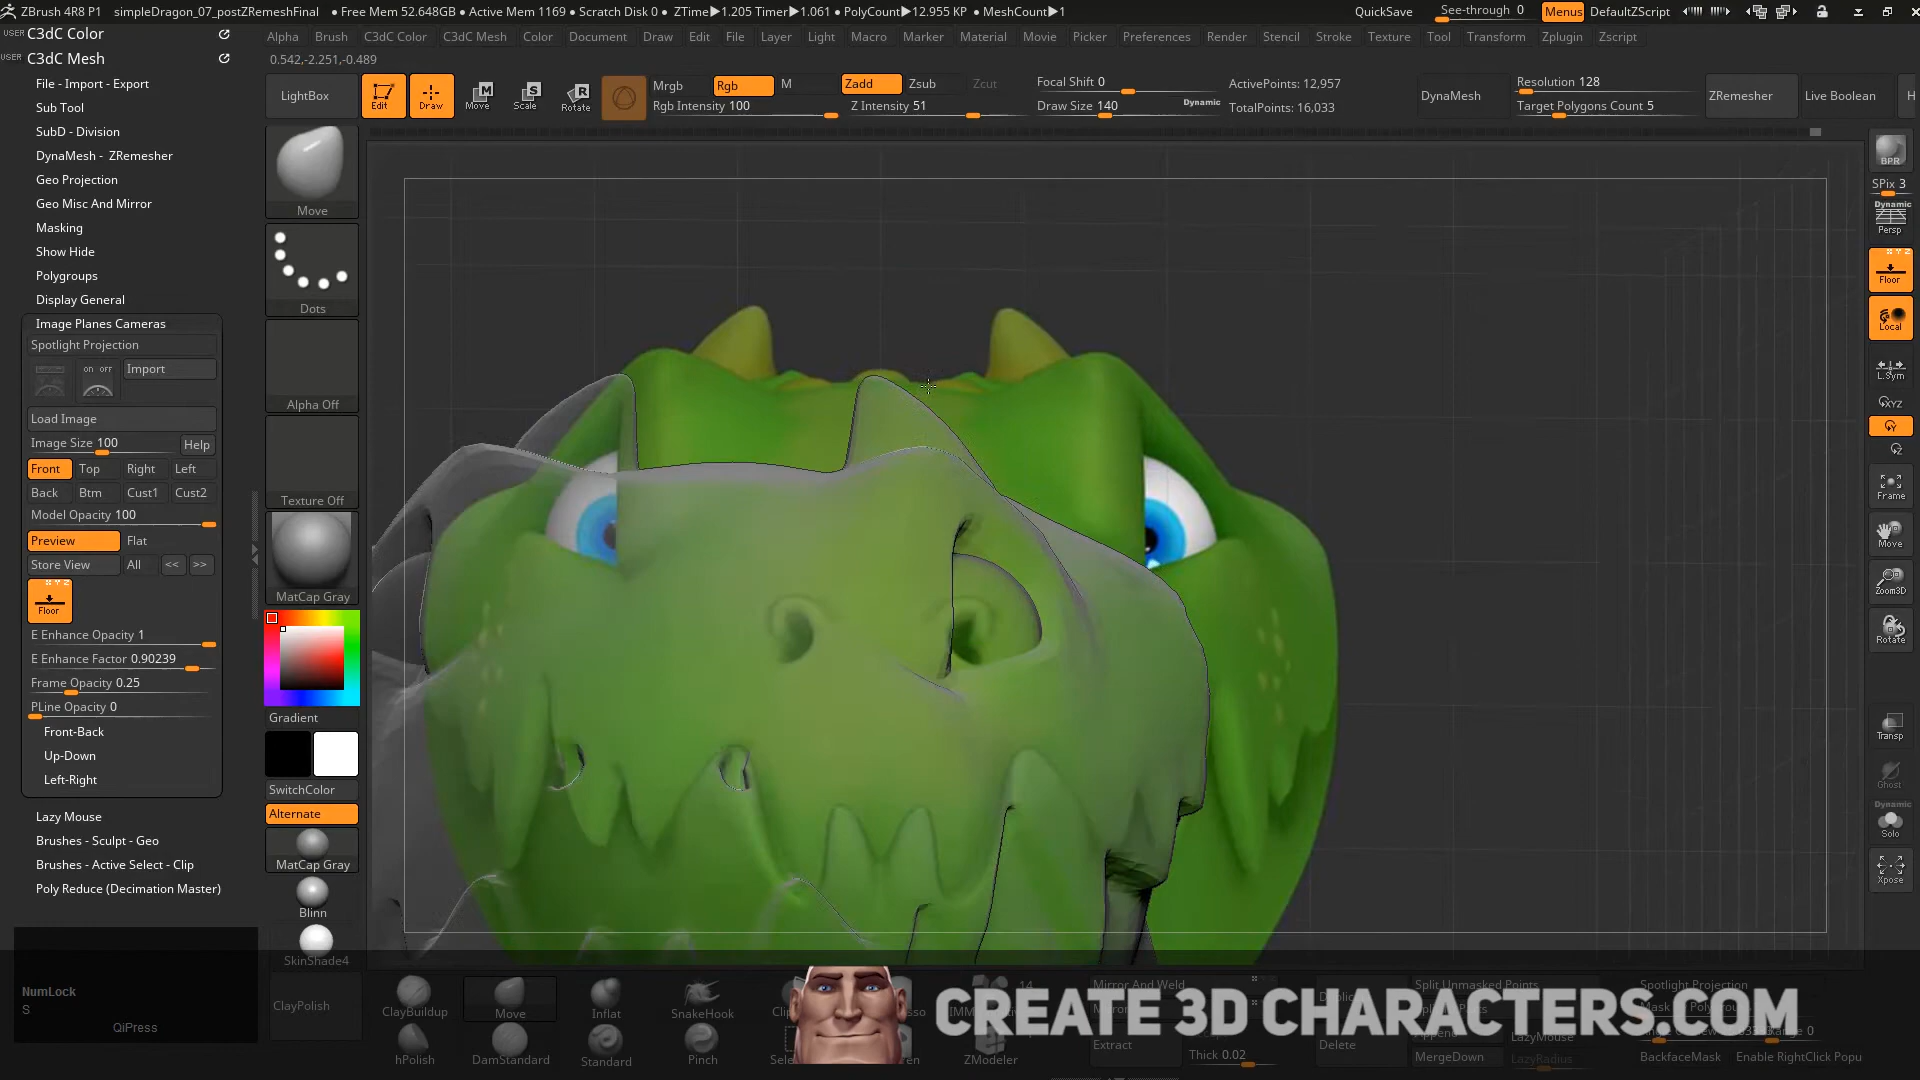 ZBrush 4R8 P1 simpleDragon_07_postZRemeshFinal ● Free Mem 52.648GB ● Active Mem 1169 ● Scratch Disk 0 ● ZTime▶1.205 Timer▶1.061 ● PolyCount▶12.955 KP ● MeshCount▶1 QuickSave See-through 0 Menus DefaultZScript
Alpha Brush C3dC Color C3dC Mesh Color Document Draw Edit File Layer Light Macro Marker Material Movie Picker Preferences Render Stencil Stroke Texture Tool Transform Zplugin Zscript
0.542,-2.251,-0.489
LightBox Edit Draw Move Scale Rotate
Mrgb Rgb M Zadd Zsub Zcut Focal Shift 0 ActivePoints: 12,957
Rgb Intensity 100 Z Intensity 51 Draw Size 140 Dynamic TotalPoints: 16,033
DynaMesh Resolution 128 ZRemesher Live Boolean H
Target Polygons Count 5
USER C3dC Color
USER C3dC Mesh
File - Import - Export
Sub Tool
SubD - Division
DynaMesh - ZRemesher
Geo Projection
Geo Misc And Mirror
Masking
Show Hide
Polygroups
Display General
Image Planes Cameras
Spotlight Projection
on off Import
Load Image
Image Size 100 Help
Front Top Right Left
Back Btm Cust1 Cust2
Model Opacity 100
Preview Flat
Store View All << >>
X Y Z
Floor
E Enhance Opacity 1
E Enhance Factor 0.90239
Frame Opacity 0.25
PLine Opacity 0
Front-Back
Up-Down
Left-Right
Lazy Mouse
Brushes - Sculpt - Geo
Brushes - Active Select - Clip
Poly Reduce (Decimation Master)
NumLock
S
QiPress
Move
Dots
Alpha Off
Texture Off
MatCap Gray
Gradient
SwitchColor
Alternate
MatCap Gray
Blinn
SkinShade4
ClayPolish
BPR
SPix 3
Dynamic
Persp
X Y Z
Floor
Local
L.Sym
XYZ
Y
Z
Frame
Move
Zoom3D
Rotate
Transp
Ghost
Dynamic
Solo
Xpose
ClayBuildup Move Inflat SnakeHook
hPolish DamStandard Standard Pinch
14
ZModeler
Mirror And Weld
Extract
Thick 0.02
Delete
Split Unmasked Points
Append
MergeDown
LazyMouse
LazyRadius
Spotlight Projection
BackfaceMask Enable RightClick Popu
CREATE 3D CHARACTERS.COM